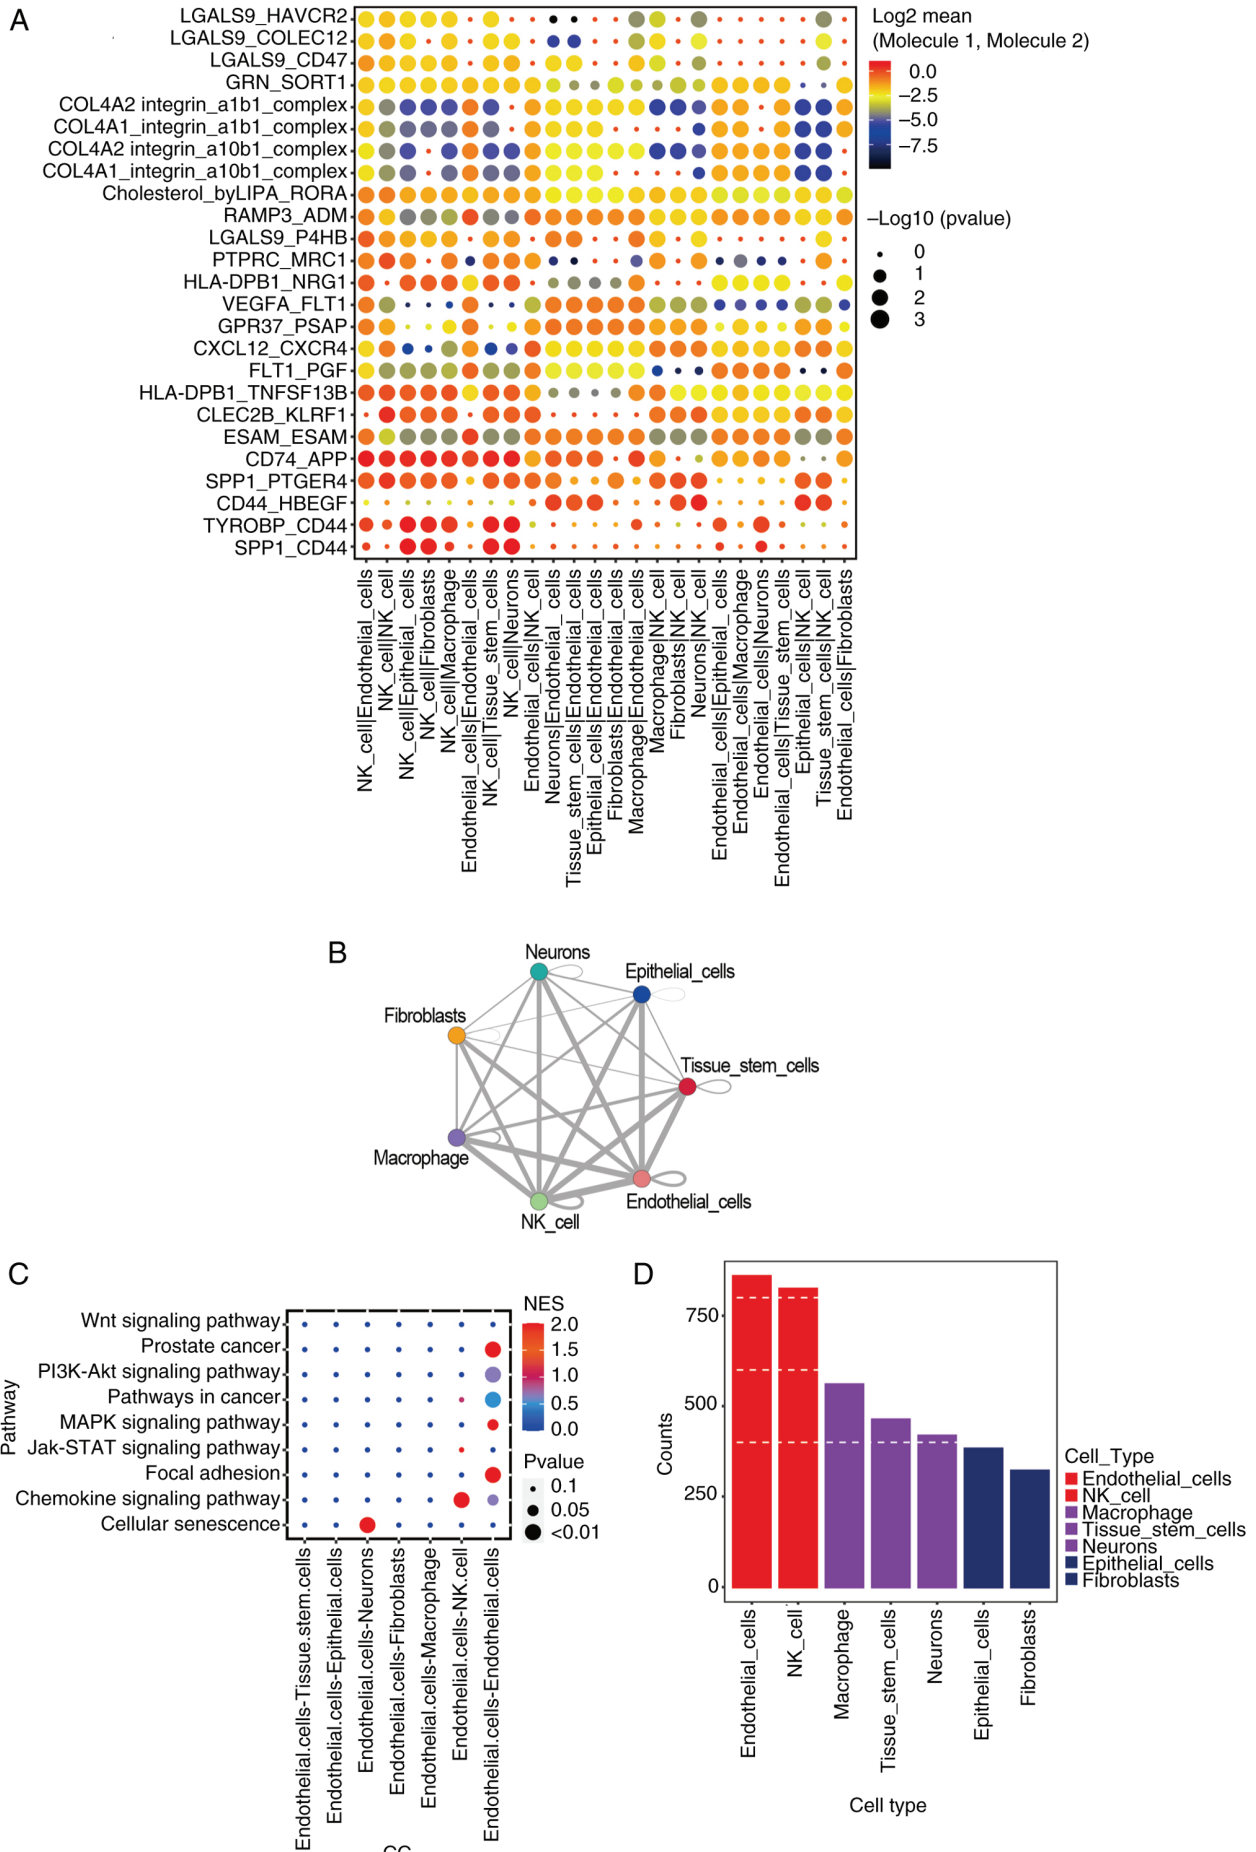 A
LGALS9_HAVCR2
LGALS9_COLEC12
LGALS9_CD47
GRN_SORT1
COL4A2 integrin_a1b1_complex
COL4A1_integrin_a1b1_complex
COL4A2 integrin_a10b1_complex
COL4A1_integrin_a10b1_complex
Cholesterol_byLIPA_RORA
RAMP3_ADM
LGALS9_P4HB
PTPRC_MRC1
HLA-DPB1_NRG1
VEGFA_FLT1
GPR37_PSAP
CXCL12_CXCR4
FLT1_PGF
HLA-DPB1_TNFSF13B
CLEC2B_KLRF1
ESAM_ESAM
CD74_APP
SPP1_PTGER4
CD44_HBEGF
TYROBP_CD44
SPP1_CD44
NK_cell|Endothelial_cells
NK_cell|NK_cell
NK_cell|Epithelial_cells
NK_cell|Fibroblasts
NK_cell|Macrophage
Endothelial_cells|Endothelial_cells
NK_cell|Tissue_stem_cells
NK_cell|Neurons
Endothelial_cells|NK_cell
Neurons|Endothelial_cells
Tissue_stem_cells|Endothelial_cells
Epithelial_cells|Endothelial_cells
Fibroblasts|Endothelial_cells
Macrophage|Endothelial_cells
Macrophage|NK_cell
Fibroblasts|NK_cell
Neurons|NK_cell
Endothelial_cells|Epithelial_cells
Endothelial_cells|Macrophage
Endothelial_cells|Neurons
Endothelial_cells|Tissue_stem_cells
Epithelial_cells|NK_cell
Tissue_stem_cells|NK_cell
Endothelial_cells|Fibroblasts
Log2 mean
(Molecule 1, Molecule 2)
0.0
−2.5
−5.0
−7.5
−Log10 (pvalue)
0
1
2
3
B
Neurons
Epithelial_cells
Fibroblasts
Tissue_stem_cells
Macrophage
Endothelial_cells
NK_cell
C
Pathway
Wnt signaling pathway
Prostate cancer
PI3K-Akt signaling pathway
Pathways in cancer
MAPK signaling pathway
Jak-STAT signaling pathway
Focal adhesion
Chemokine signaling pathway
Cellular senescence
Endothelial.cells-Tissue.stem.cells
Endothelial.cells-Epithelial.cells
Endothelial.cells-Neurons
Endothelial.cells-Fibroblasts
Endothelial.cells-Macrophage
Endothelial.cells-NK.cell
Endothelial.cells-Endothelial.cells
NES
2.0
1.5
1.0
0.5
0.0
Pvalue
0.1
0.05
<0.01
D
Counts
750
500
250
0
Endothelial_cells
NK_cell
Macrophage
Tissue_stem_cells
Neurons
Epithelial_cells
Fibroblasts
Cell type
Cell_Type
Endothelial_cells
NK_cell
Macrophage
Tissue_stem_cells
Neurons
Epithelial_cells
Fibroblasts